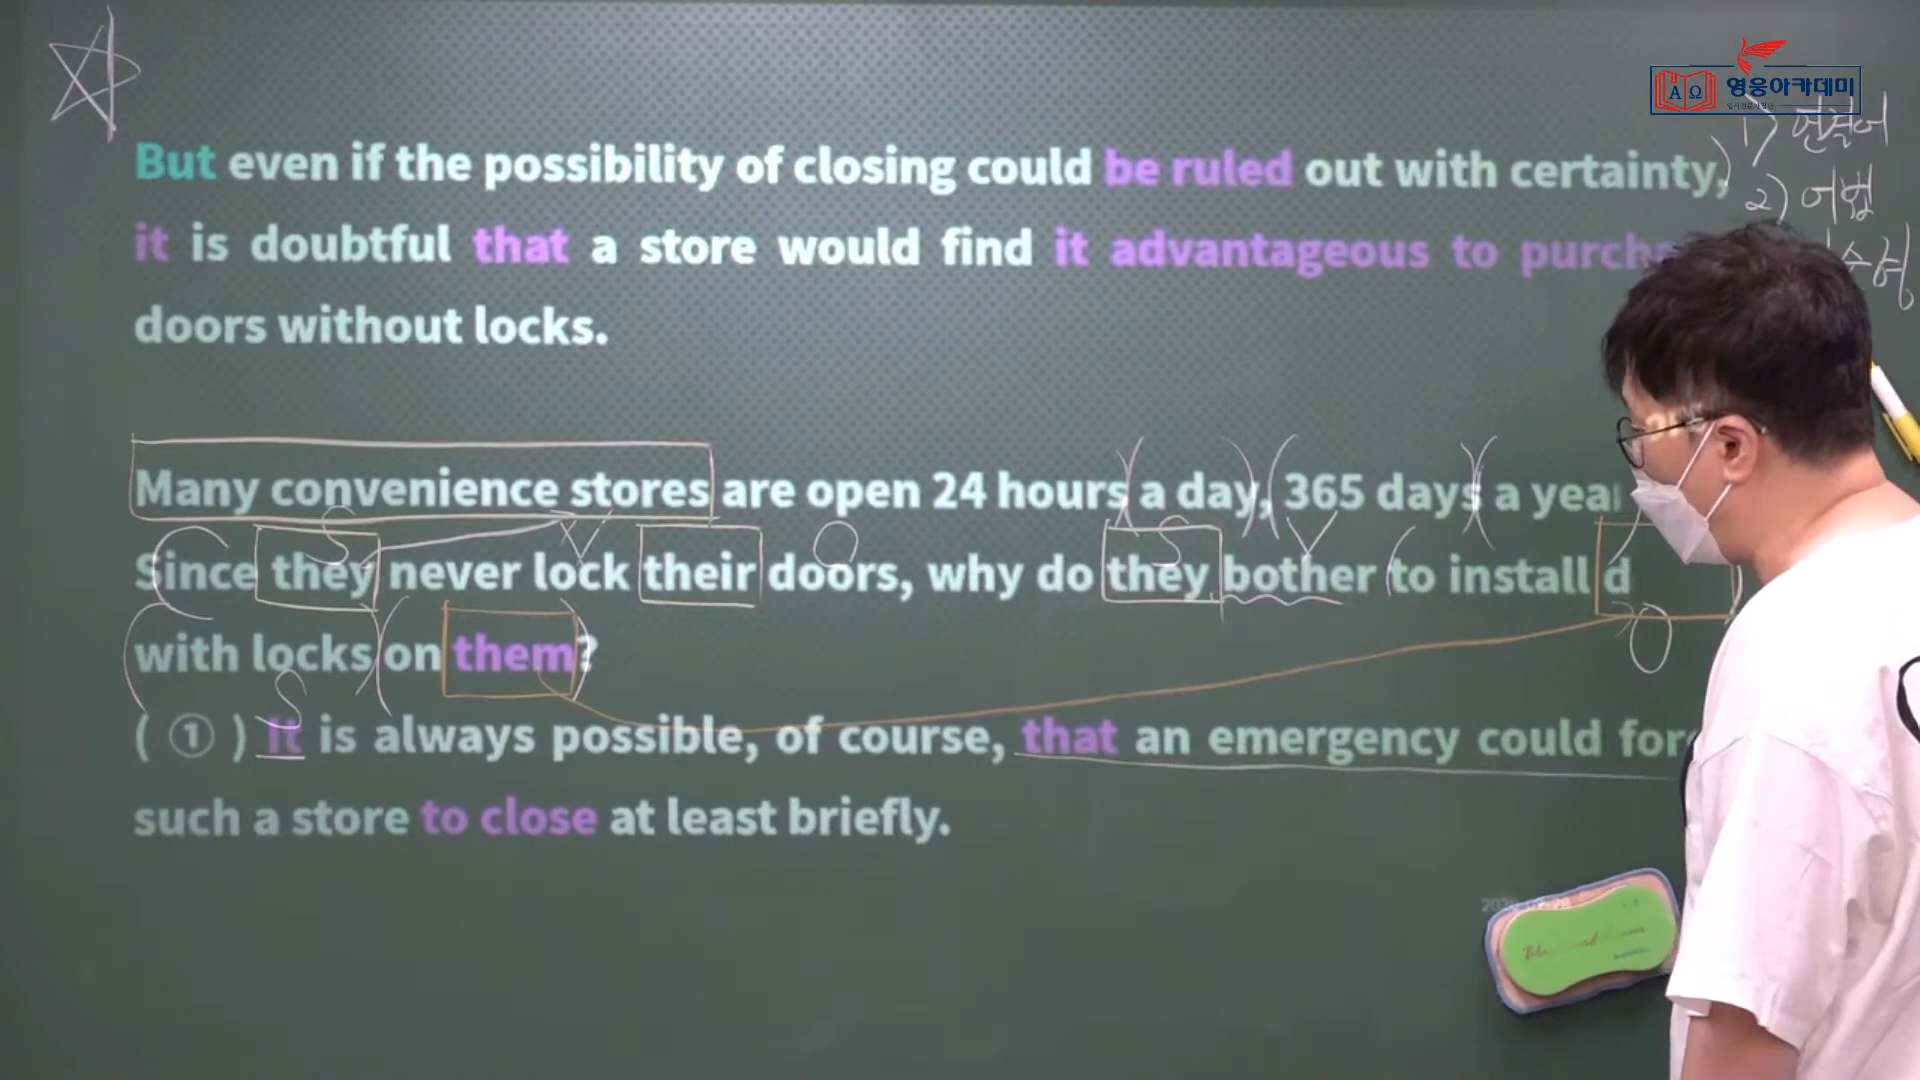 영웅아카데미
1) 연결어
2) 어법
But even if the possibility of closing could be ruled out with certainty,
it is doubtful that a store would find it advantageous to
doors without locks.
Many convenience stores are open 24 hours a day, 365 days a year
S V O S V
Since they never lock their doors, why do they bother to install
O
with locks on them?
S
( ① ) it is always possible, of course, that an emergency could
such a store to close at least briefly.